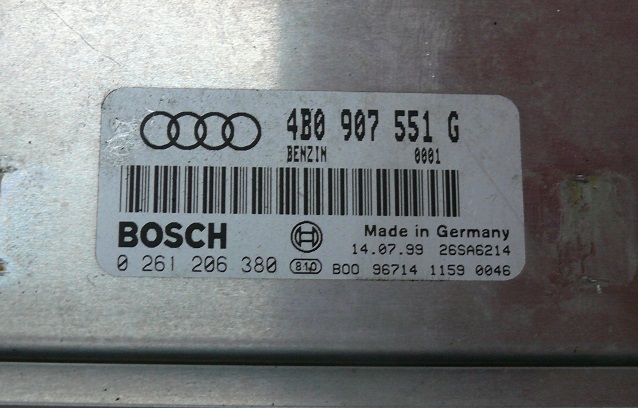 4B0 907 551 G
BENZIN 0001
BOSCH Made in Germany
14.07.99 26SA6214
0 261 206 380 810 B00 96714 1159 0046